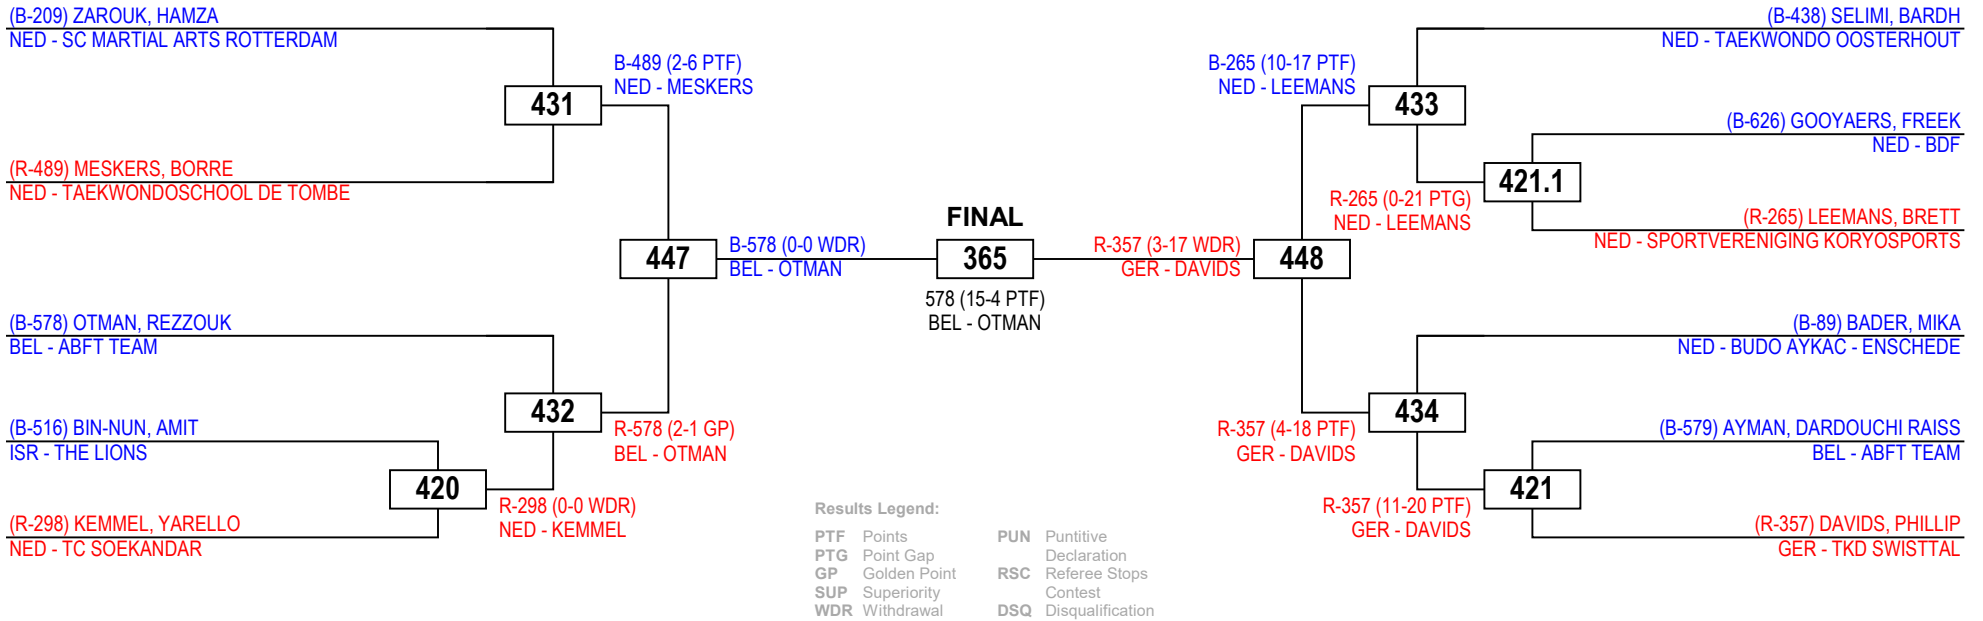 (B-209) ZAROUK, HAMZA
NED - SC MARTIAL ARTS ROTTERDAM
431
B-489 (2-6 PTF)
NED - MESKERS
(R-489) MESKERS, BORRE
NED - TAEKWONDOSCHOOL DE TOMBE
447
B-578 (0-0 WDR)
BEL - OTMAN
(B-578) OTMAN, REZZOUK
BEL - ABFT TEAM
432
R-578 (2-1 GP)
BEL - OTMAN
(B-516) BIN-NUN, AMIT
ISR - THE LIONS
420
R-298 (0-0 WDR)
NED - KEMMEL
(R-298) KEMMEL, YARELLO
NED - TC SOEKANDAR
FINAL
365
578 (15-4 PTF)
BEL - OTMAN
(B-438) SELIMI, BARDH
NED - TAEKWONDO OOSTERHOUT
B-265 (10-17 PTF)
NED - LEEMANS
433
(B-626) GOOYAERS, FREEK
NED - BDF
421.1
R-265 (0-21 PTG)
NED - LEEMANS
(R-265) LEEMANS, BRETT
NED - SPORTVERENIGING KORYOSPORTS
R-357 (3-17 WDR)
GER - DAVIDS
448
(B-89) BADER, MIKA
NED - BUDO AYKAC - ENSCHEDE
434
R-357 (4-18 PTF)
GER - DAVIDS
(B-579) AYMAN, DARDOUCHI RAISS
BEL - ABFT TEAM
421
R-357 (11-20 PTF)
GER - DAVIDS
(R-357) DAVIDS, PHILLIP
GER - TKD SWISTTAL
Results Legend:
PTF Points
PTG Point Gap
GP Golden Point
SUP Superiority
WDR Withdrawal
PUN Puntitive
Declaration
RSC Referee Stops
Contest
DSQ Disqualification